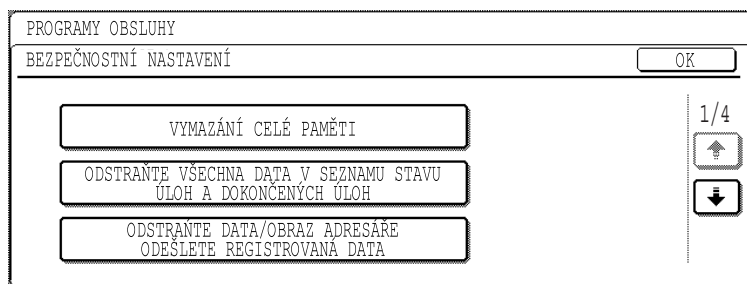 PROGRAMY OBSLUHY
BEZPEČNOSTNÍ NASTAVENÍ
OK
VYMAZÁNÍ CELÉ PAMĚTI
1/4
ODSTRAŇTE VŠECHNA DATA V SEZNAMU STAVU
ÚLOH A DOKONČENÝCH ÚLOH
ODSTRAŇTE DATA/OBRAZ ADRESÁŘE
ODEŠLETE REGISTROVANÁ DATA